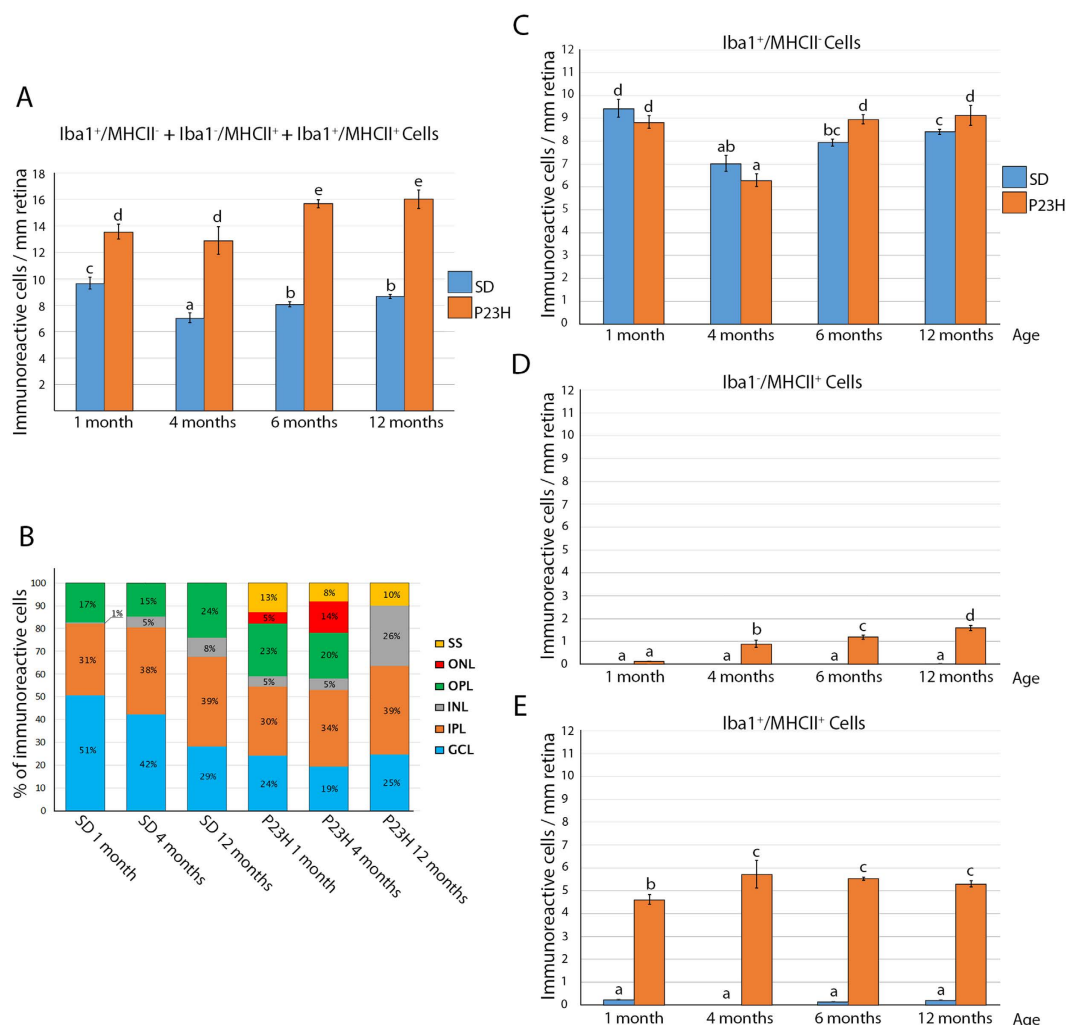 A
Iba1⁺/MHCII⁻ + Iba1⁻/MHCII⁺ + Iba1⁺/MHCII⁺ Cells
Immunoreactive cells / mm retina
18
16
14
12
10
8
6
4
2
c
d
a
d
b
e
b
e
1 month
4 months
6 months
12 months
SD
P23H
B
% of immunoreactive cells
100
90
80
70
60
50
40
30
20
10
0
17%
1%
31%
51%
15%
5%
38%
42%
24%
8%
39%
29%
13%
5%
23%
5%
30%
24%
8%
14%
20%
5%
34%
19%
10%
26%
39%
25%
SD 1 month
SD 4 months
SD 12 months
P23H 1 month
P23H 4 months
P23H 12 months
SS
ONL
OPL
INL
IPL
GCL
C
Iba1⁺/MHCII⁻ Cells
Immunoreactive cells / mm retina
12
11
10
9
8
7
6
5
4
3
2
1
0
d
d
ab
a
bc
d
c
d
1 month
4 months
6 months
12 months
Age
SD
P23H
D
Iba1⁻/MHCII⁺ Cells
Immunoreactive cells / mm retina
12
11
10
9
8
7
6
5
4
3
2
1
0
a
a
a
b
a
c
a
d
1 month
4 months
6 months
12 months
Age
E
Iba1⁺/MHCII⁺ Cells
Immunoreactive cells / mm retina
12
11
10
9
8
7
6
5
4
3
2
1
0
a
b
a
c
a
c
a
c
1 month
4 months
6 months
12 months
Age